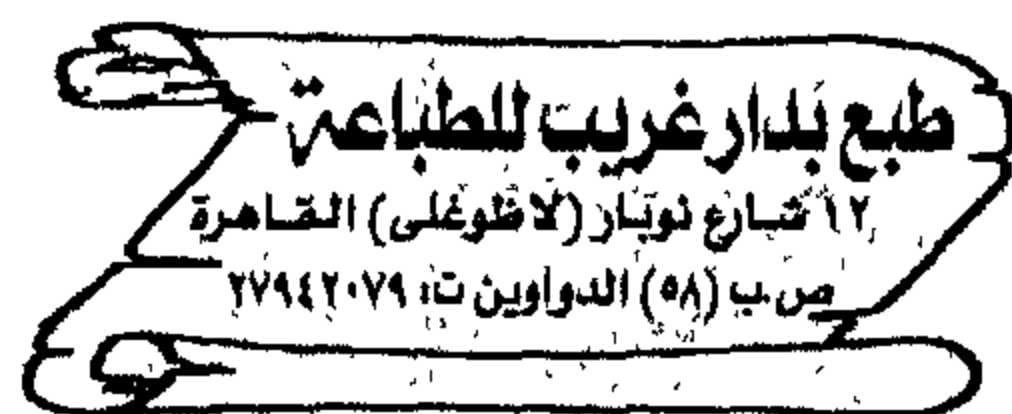 طبع بدار غريب للطباعة
١٢ شارع نوبار (لاظوغلى) القاهرة
ص.ب (٥٨) الدواوين ت: ٢٧٩٤٢٠٧٩